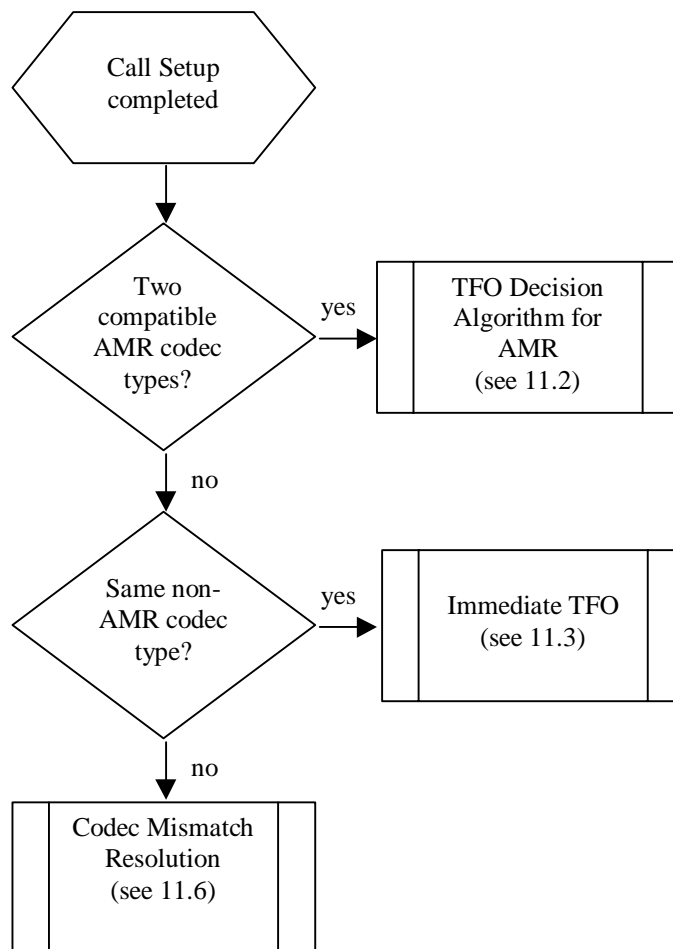 Call Setup
completed
Two
compatible
AMR codec
types?
yes
TFO Decision
Algorithm for
AMR
(see 11.2)
no
Same non-
AMR codec
type?
yes
Immediate TFO
(see 11.3)
no
Codec Mismatch
Resolution
(see 11.6)